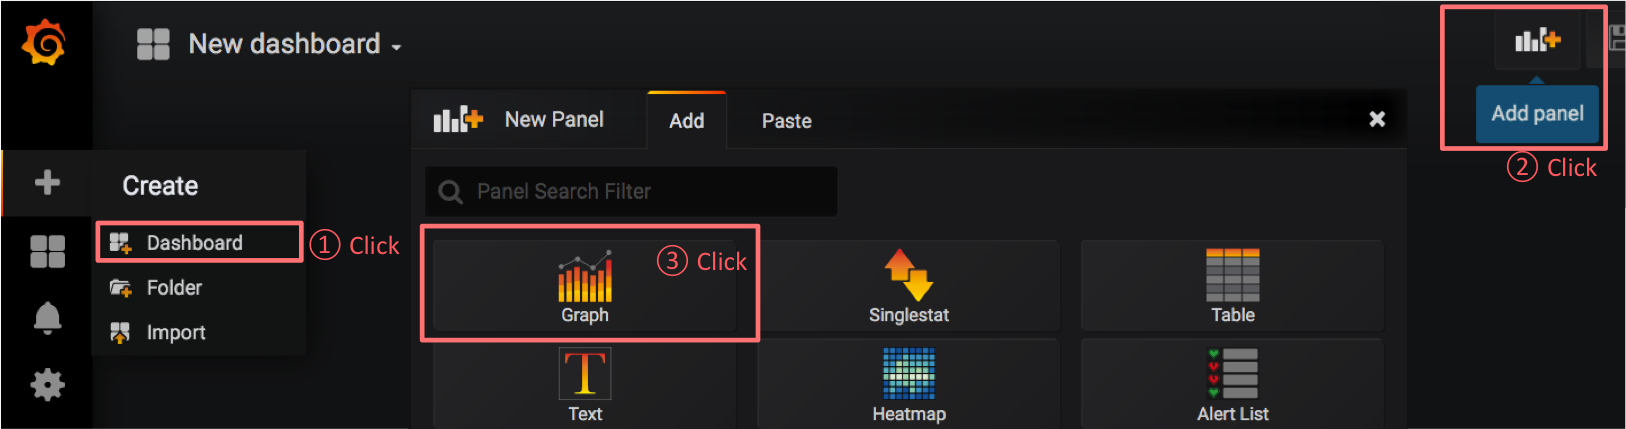 New dashboard
New Panel
Add
Paste
Add panel
② Click
Create
Panel Search Filter
Dashboard
① Click
Folder
Import
③ Click
Graph
Singlestat
Table
Text
Heatmap
Alert List